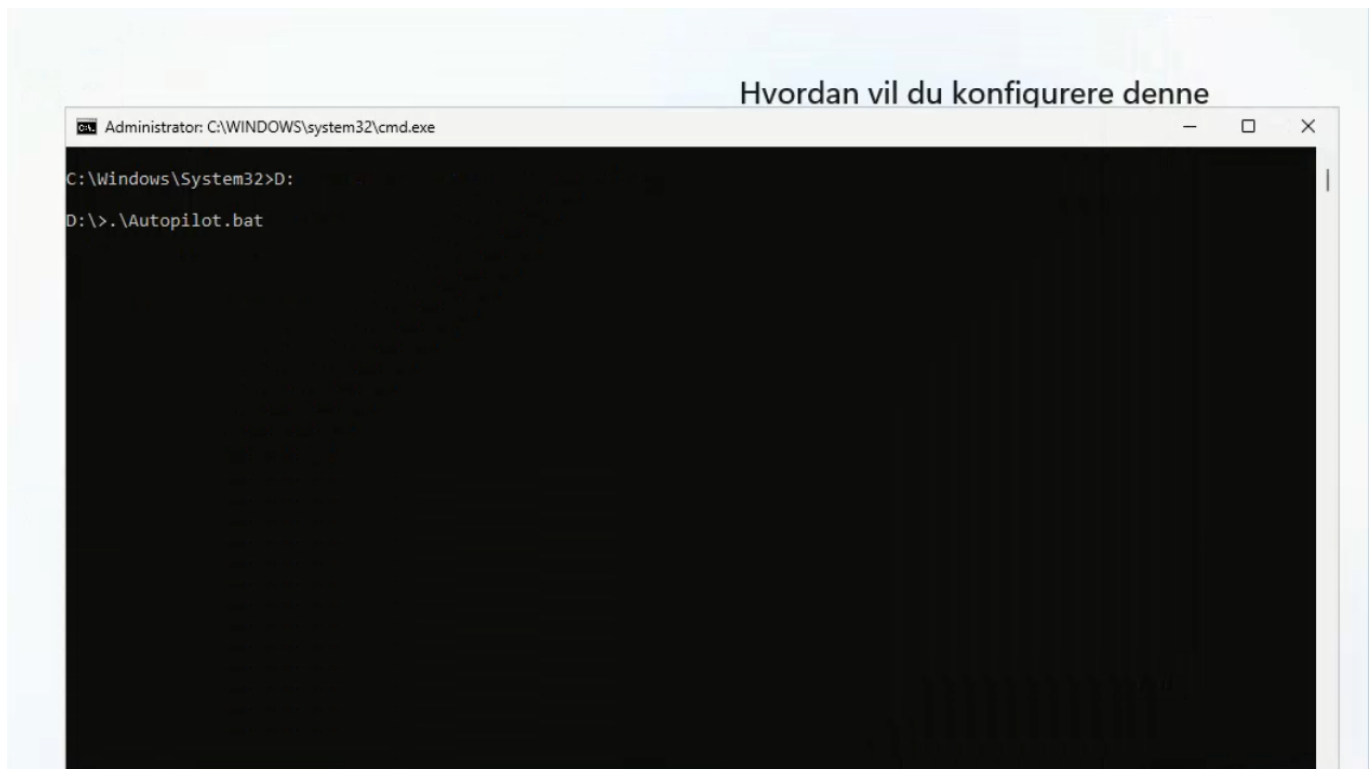 Hvordan vil du konfigurere denne
Administrator: C:\WINDOWS\system32\cmd.exe
C:\Windows\System32>D:
D:\>.\Autopilot.bat